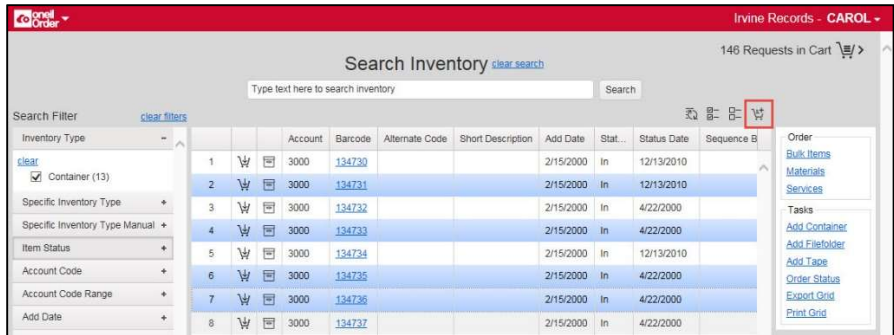 oneil Order
Irvine Records - CAROL
146 Requests in Cart
Search Inventory clear search
Type text here to search inventory Search
Search Filter clear filters
Inventory Type -
clear
Container (13)
Specific Inventory Type +
Specific Inventory Type Manual +
Item Status +
Account Code +
Account Code Range +
Add Date +
Account Barcode Alternate Code Short Description Add Date Stat... Status Date Sequence B
1 3000 134730 2/15/2000 In 12/13/2010
2 3000 134731 2/15/2000 In 12/13/2010
3 3000 134732 2/15/2000 In 4/22/2000
4 3000 134733 2/15/2000 In 4/22/2000
5 3000 134734 2/15/2000 In 12/13/2010
6 3000 134735 2/15/2000 In 4/22/2000
7 3000 134736 2/15/2000 In 4/22/2000
8 3000 134737 2/15/2000 In 4/22/2000
Order
Bulk Items
Materials
Services
Tasks
Add Container
Add Filefolder
Add Tape
Order Status
Export Grid
Print Grid